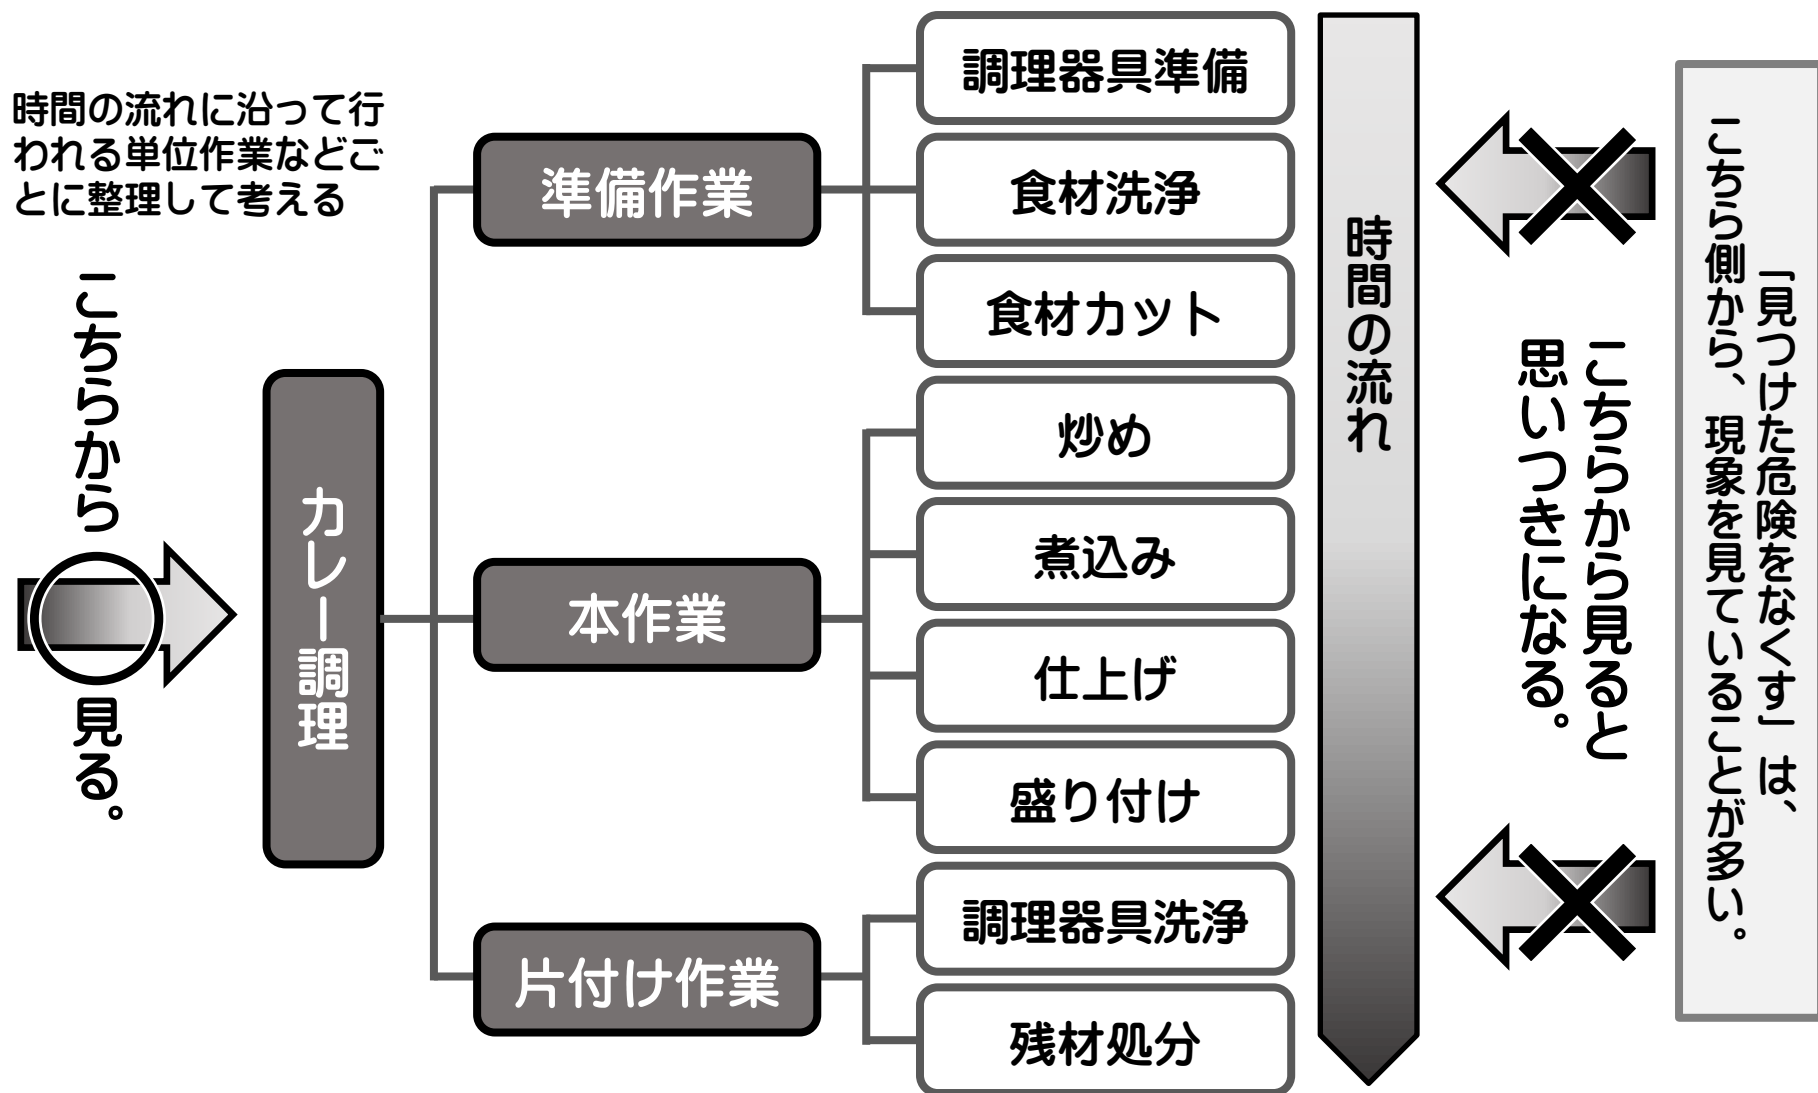 時間の流れに沿って行
われる単位作業などご
とに整理して考える
こちらから
見る。
カレー調理
準備作業
本作業
片付け作業
調理器具準備
食材洗浄
食材カット
炒め
煮込み
仕上げ
盛り付け
調理器具洗浄
残材処分
時間の流れ
こちらから見ると
思いつきになる。
「見つけた危険をなくす」は、
こちら側から、現象を見ていることが多い。